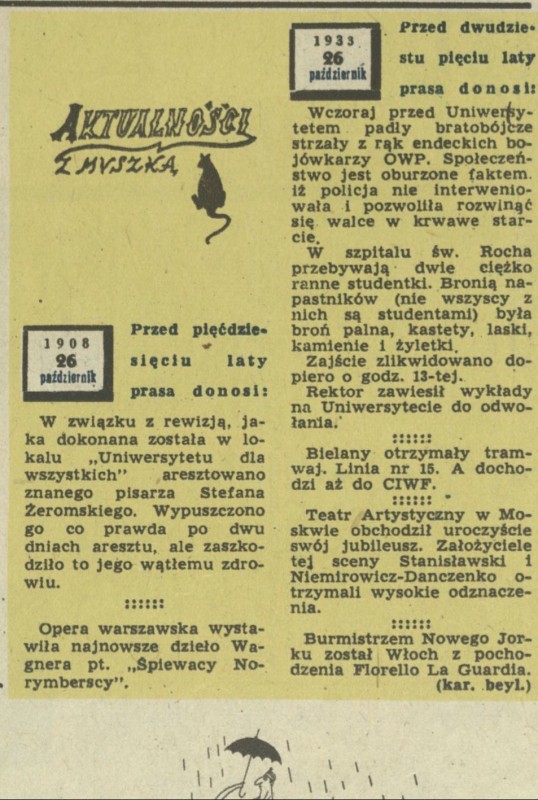 AKTUALNOŚCI
Z MUSZKĄ
1908
26
październik
Przed pięćdzie-
sięciu laty
prasa donosi:
W związku z rewizją, ja-
ka dokonana została w lo-
kalu „Uniwersytetu dla
wszystkich" aresztowano
znanego pisarza Stefana
Żeromskiego. Wypuszczono
go co prawda po dwu
dniach aresztu, ale zaszko-
dziło to jego wątłemu zdro-
wiu.
::::::
Opera warszawska wysta-
wiła najnowsze dzieło Wa-
gnera pt. „Śpiewacy No-
rymberscy".
1933
26
październik
Przed dwudzie-
stu pięciu laty
prasa donosi:
Wczoraj przed Uniwersy-
tetem padły bratobójcze
strzały z rąk endeckich bo-
jówkarzy OWP. Społeczeń-
stwo jest oburzone faktem.
iż policja nie interwenio-
wała i pozwoliła rozwinąć
się walce w krwawe star-
cie.
W szpitalu św. Rocha
przebywają dwie ciężko
ranne studentki. Bronią na-
pastników (nie wszyscy z
nich są studentami) była
broń palna, kastety, laski,
kamienie i żyletki.
Zajście zlikwidowano do-
piero o godz. 13-tej.
Rektor zawiesił wykłady
na Uniwersytecie do odwo-
łania.
::::::
Bielany otrzymały tram-
waj. Linia nr 15. A docho-
dzi aż do CIWF.
::::::
Teatr Artystyczny w Mo-
skwie obchodził uroczyście
swój jubileusz. Założyciele
tej sceny Stanisławski i
Niemirowicz-Danczenko o-
trzymali wysokie odznacze-
nia.
::::::
Burmistrzem Nowego Jor-
ku został Włoch z pocho-
dzenia Florello La Guardia.
(kar. beyl.)